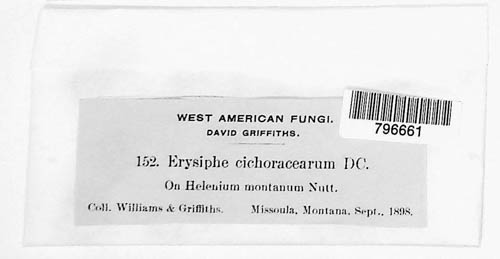 WEST AMERICAN FUNGI.
DAVID GRIFFITHS.
796661
152. Erysiphe cichoracearum DC.
On Helenium montanum Nutt.
Coll. Williams & Griffiths. Missoula, Montana, Sept., 1898.